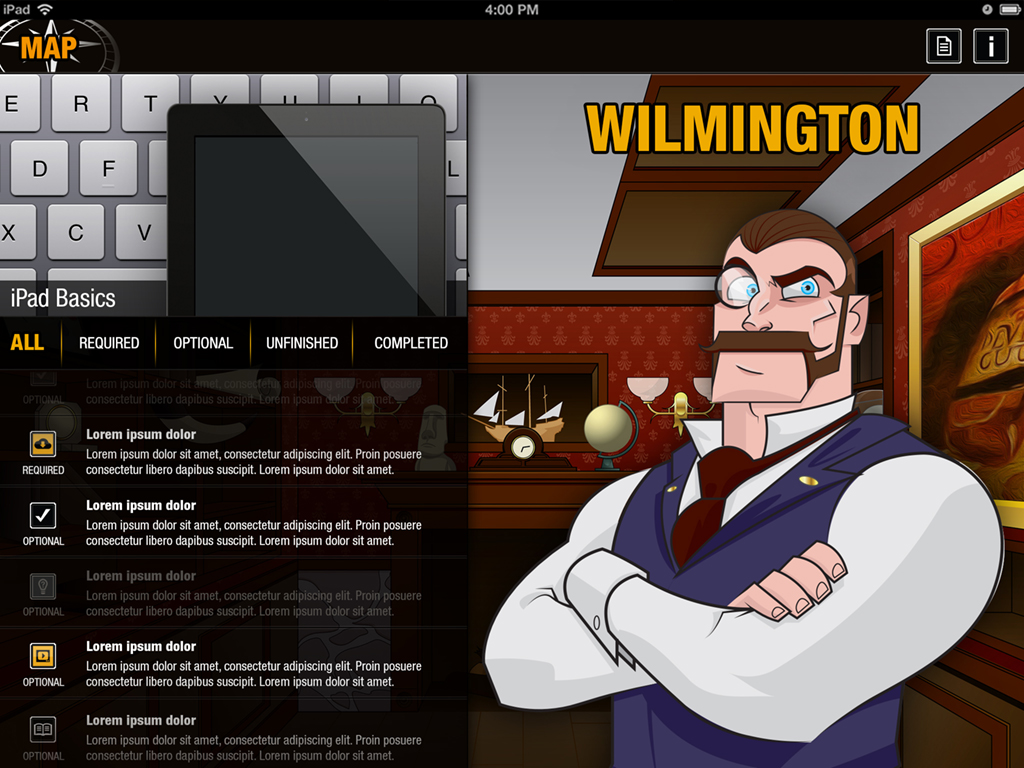 iPad
4:00 PM
MAP
i
WILMINGTON
E R T Y U I O
D F L
X C V
iPad Basics
ALL REQUIRED OPTIONAL UNFINISHED COMPLETED
Lorem ipsum dolor sit amet, consectetur adipiscing elit. Proin posuere
OPTIONAL
consectetur libero dapibus suscipit. Lorem ipsum dolor sit amet.
Lorem ipsum dolor
Lorem ipsum dolor sit amet, consectetur adipiscing elit. Proin posuere
REQUIRED
consectetur libero dapibus suscipit. Lorem ipsum dolor sit amet.
Lorem ipsum dolor
Lorem ipsum dolor sit amet, consectetur adipiscing elit. Proin posuere
OPTIONAL
consectetur libero dapibus suscipit. Lorem ipsum dolor sit amet.
Lorem ipsum dolor
Lorem ipsum dolor sit amet, consectetur adipiscing elit. Proin posuere
OPTIONAL
consectetur libero dapibus suscipit. Lorem ipsum dolor sit amet.
Lorem ipsum dolor
Lorem ipsum dolor sit amet, consectetur adipiscing elit. Proin posuere
OPTIONAL
consectetur libero dapibus suscipit. Lorem ipsum dolor sit amet.
Lorem ipsum dolor
Lorem ipsum dolor sit amet, consectetur adipiscing elit. Proin posuere
OPTIONAL
consectetur libero dapibus suscipit. Lorem ipsum dolor sit amet.